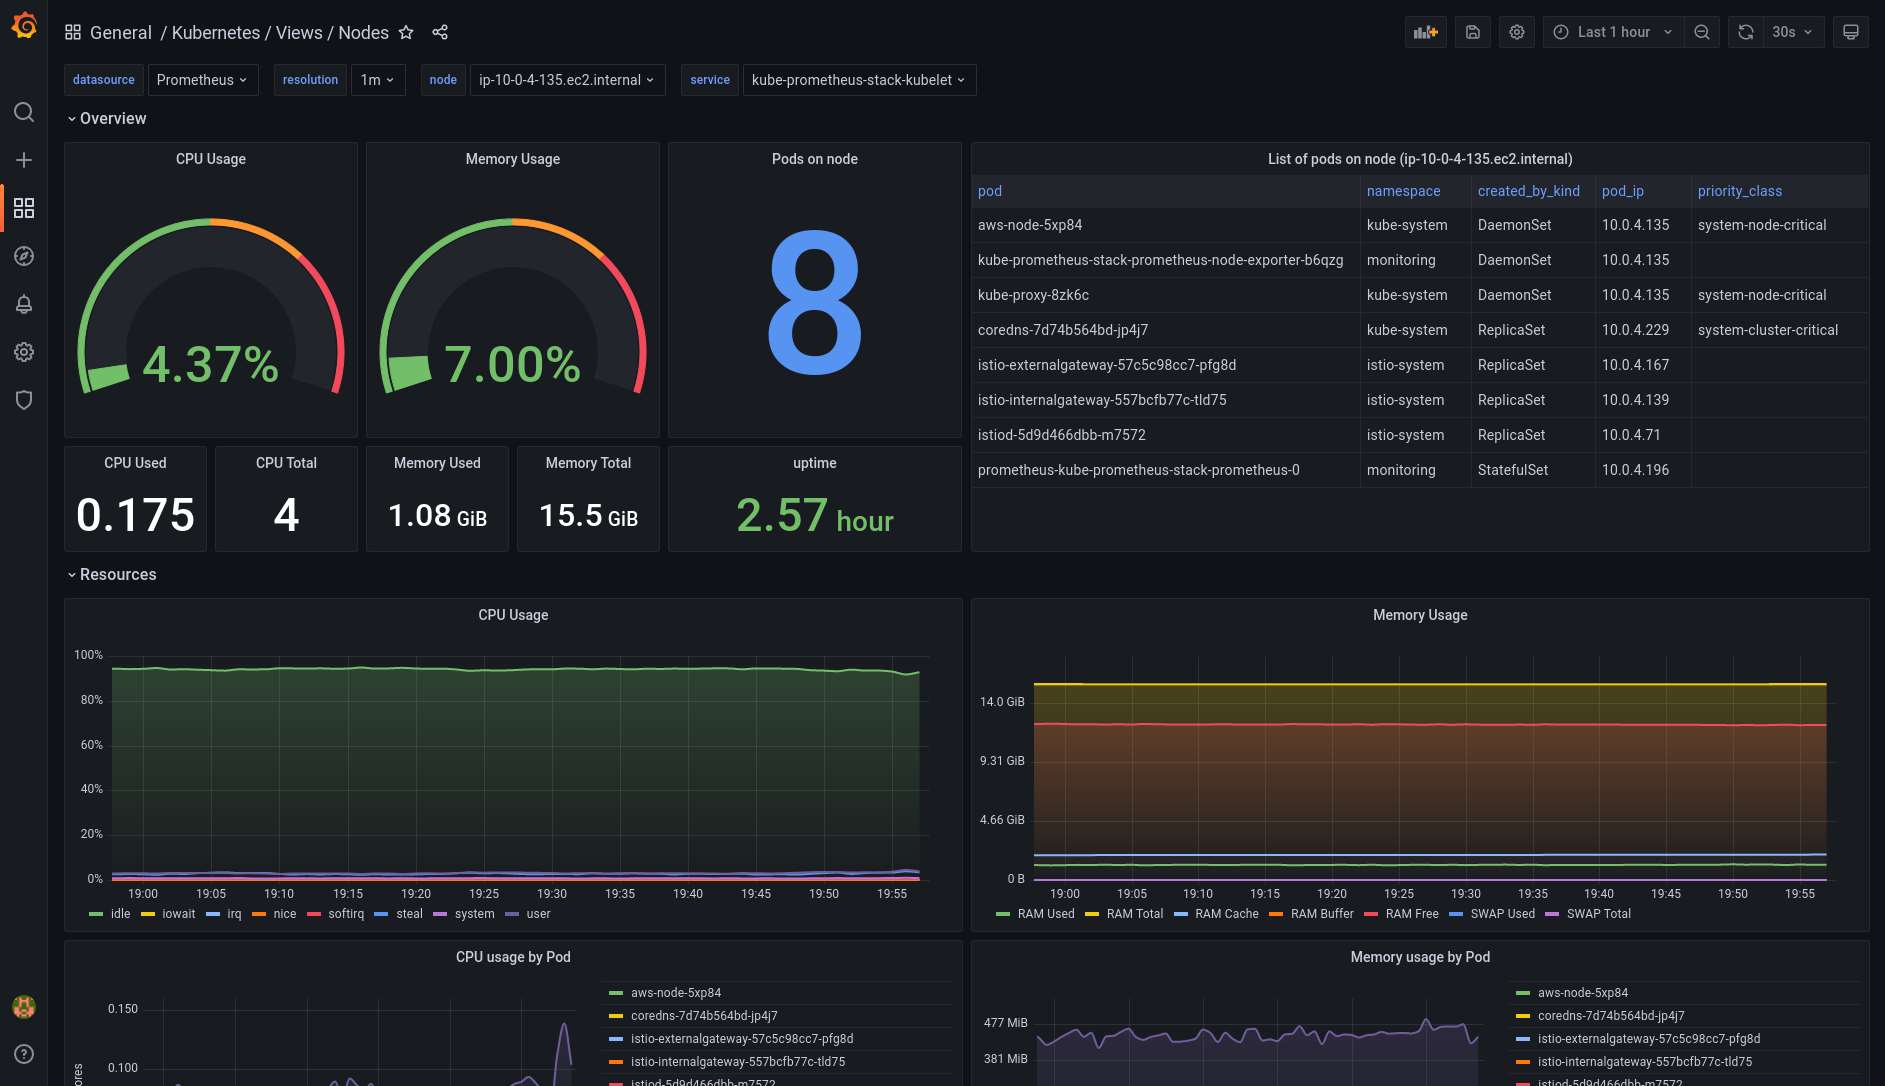 General / Kubernetes / Views / Nodes
Last 1 hour
30s
datasource Prometheus resolution 1m node ip-10-0-4-135.ec2.internal service kube-prometheus-stack-kubelet
Overview
CPU Usage
4.37%
Memory Usage
7.00%
Pods on node
8
List of pods on node (ip-10-0-4-135.ec2.internal)
pod namespace created_by_kind pod_ip priority_class
aws-node-5xp84 kube-system DaemonSet 10.0.4.135 system-node-critical
kube-prometheus-stack-prometheus-node-exporter-b6qzg monitoring DaemonSet 10.0.4.135
kube-proxy-8zk6c kube-system DaemonSet 10.0.4.135 system-node-critical
coredns-7d74b564bd-jp4j7 kube-system ReplicaSet 10.0.4.229 system-cluster-critical
istio-externalgateway-57c5c98cc7-pfg8d istio-system ReplicaSet 10.0.4.167
istio-internalgateway-557bcfb77c-tld75 istio-system ReplicaSet 10.0.4.139
istiod-5d9d466dbb-m7572 istio-system ReplicaSet 10.0.4.71
prometheus-kube-prometheus-stack-prometheus-0 monitoring StatefulSet 10.0.4.196
CPU Used
0.175
CPU Total
4
Memory Used
1.08 GiB
Memory Total
15.5 GiB
uptime
2.57 hour
Resources
CPU Usage
100%
80%
60%
40%
20%
0%
19:00 19:05 19:10 19:15 19:20 19:25 19:30 19:35 19:40 19:45 19:50 19:55
idle iowait irq nice softirq steal system user
Memory Usage
14.0 GiB
9.31 GiB
4.66 GiB
0 B
19:00 19:05 19:10 19:15 19:20 19:25 19:30 19:35 19:40 19:45 19:50 19:55
RAM Used RAM Total RAM Cache RAM Buffer RAM Free SWAP Used SWAP Total
CPU usage by Pod
0.150
0.100
ores
aws-node-5xp84
coredns-7d74b564bd-jp4j7
istio-externalgateway-57c5c98cc7-pfg8d
istio-internalgateway-557bcfb77c-tld75
istiod-5d9d466dbb-m7572
Memory usage by Pod
477 MiB
381 MiB
aws-node-5xp84
coredns-7d74b564bd-jp4j7
istio-externalgateway-57c5c98cc7-pfg8d
istio-internalgateway-557bcfb77c-tld75
istiod-5d9d466dbb-m7572